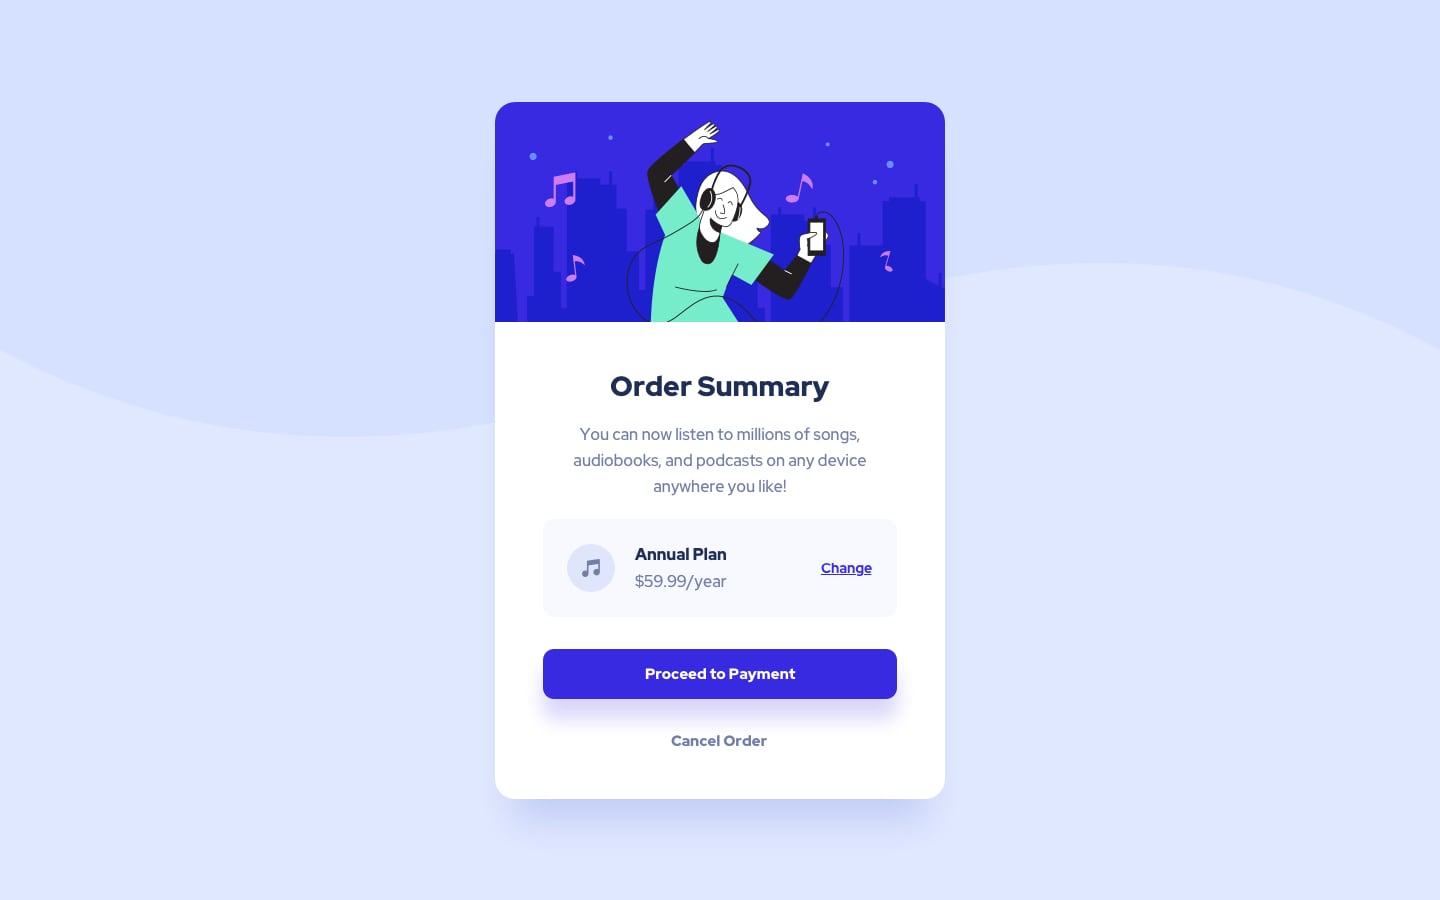 Order Summary
You can now listen to millions of songs,
audiobooks, and podcasts on any device
anywhere you like!
Annual Plan
$59.99/year
Change
Proceed to Payment
Cancel Order